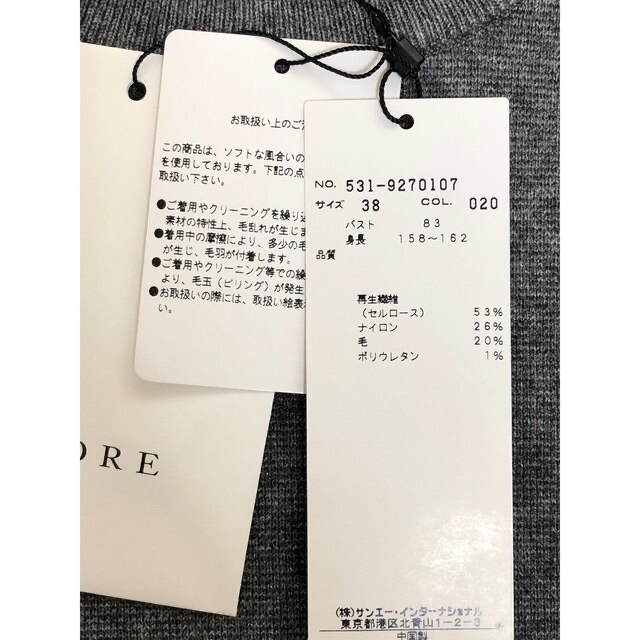 お取扱い上のご
この商品は、ソフトな風合いの
を使用しております。下記の点
取扱い下さい。
●ご着用やクリーニングを繰り返
素材の特性上、毛乱れが生じま
●着用中の摩擦により、多少の毛
が生じ、毛羽が付着します。
●ご着用やクリーニング等での繰
より、毛玉（ピリング）が発生
●お取扱いの際には、取扱い絵表
い。
ORE
NO. 531-9270107
サイズ 38 COL. 020
バスト 83
身長 158～162
品質
再生繊維
（セルロース） 53%
ナイロン 26%
毛 20%
ポリウレタン 1%
(株)サンエー・インターナショナル
東京都港区北青山1-2-3
中国製